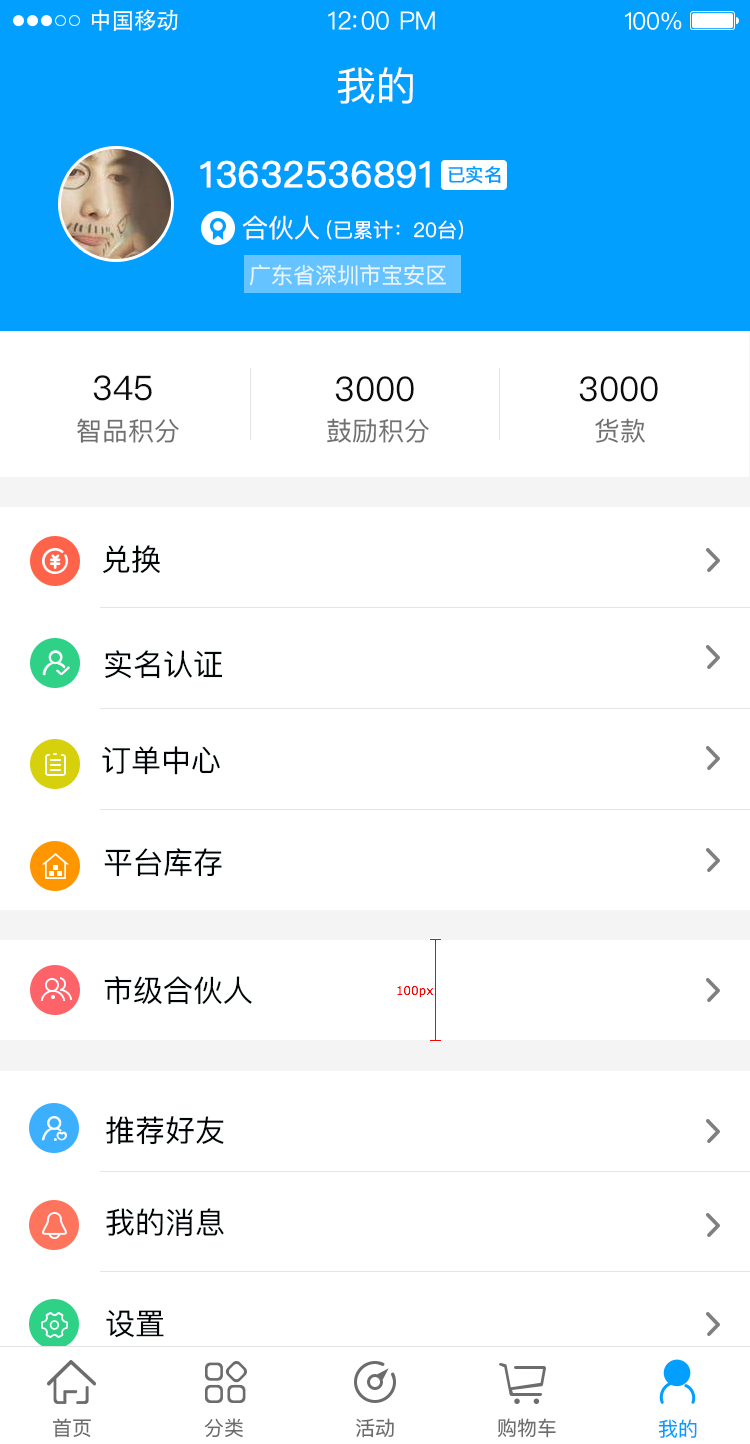 中国移动 12:00 PM 100%
我的
13632536891 已实名
合伙人 (已累计：20台)
广东省深圳市宝安区
345 3000 3000
智品积分 鼓励积分 货款
兑换
实名认证
订单中心
平台库存
市级合伙人 100px
推荐好友
我的消息
设置
首页 分类 活动 购物车 我的